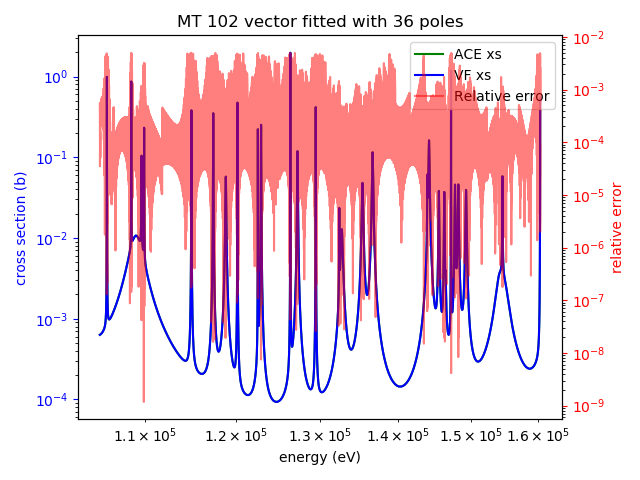 MT 102 vector fitted with 36 poles
ACE xs
VF xs
Relative error
cross section (b)
10⁰
10⁻¹
10⁻²
10⁻³
10⁻⁴
relative error
10⁻²
10⁻³
10⁻⁴
10⁻⁵
10⁻⁶
10⁻⁷
10⁻⁸
10⁻⁹
1.1 × 10⁵ 1.2 × 10⁵ 1.3 × 10⁵ 1.4 × 10⁵ 1.5 × 10⁵ 1.6 × 10⁵
energy (eV)